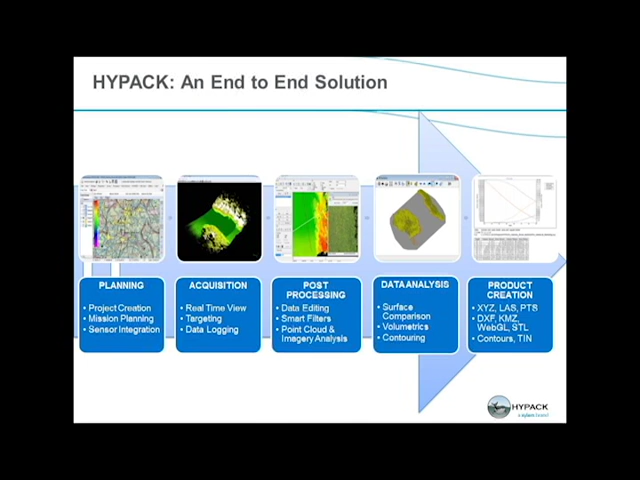 HYPACK: An End to End Solution
PLANNING
• Project Creation
• Mission Planning
• Sensor Integration
ACQUISITION
• Real Time View
• Targeting
• Data Logging
POST
PROCESSING
• Data Editing
• Smart Filters
• Point Cloud &
Imagery Analysis
DATA ANALYSIS
• Surface
Comparison
• Volumetrics
• Contouring
PRODUCT
CREATION
• XYZ, LAS, PTS
• DXF, KMZ,
WebGL, STL
• Contours, TIN
HYPACK
a xylem brand